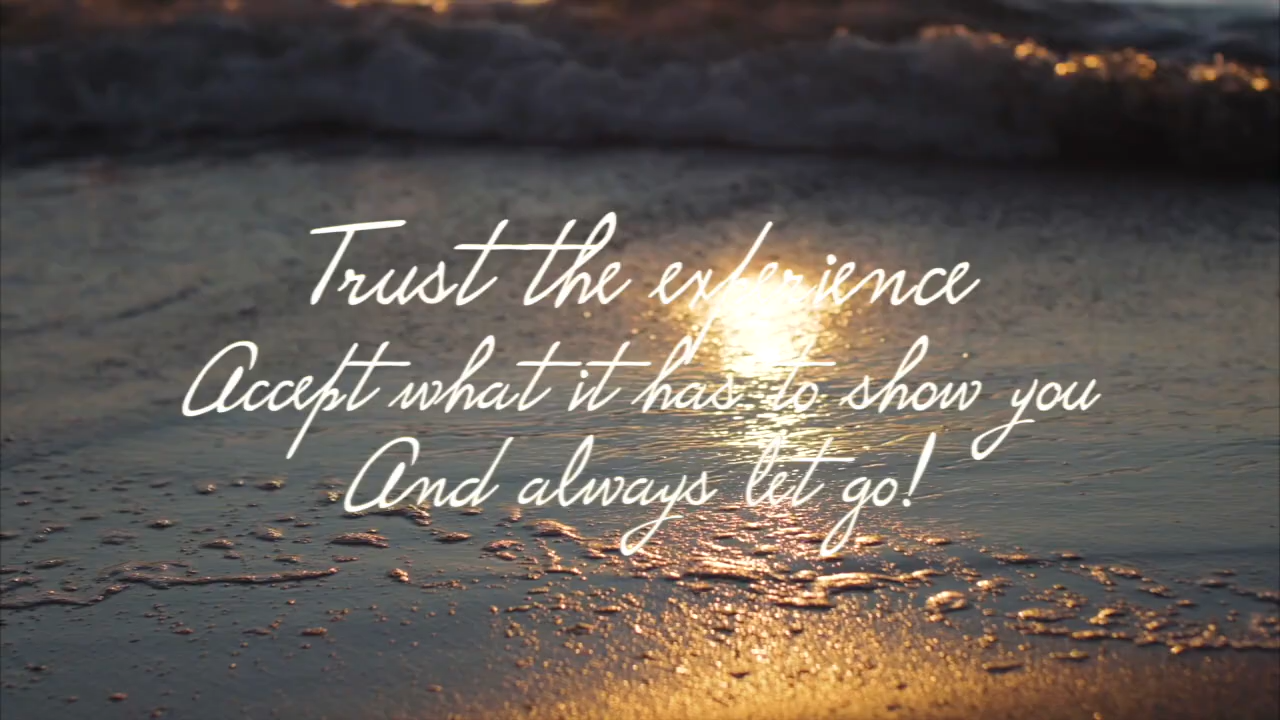 Trust the experience
Accept what it has to show you
And always let go!